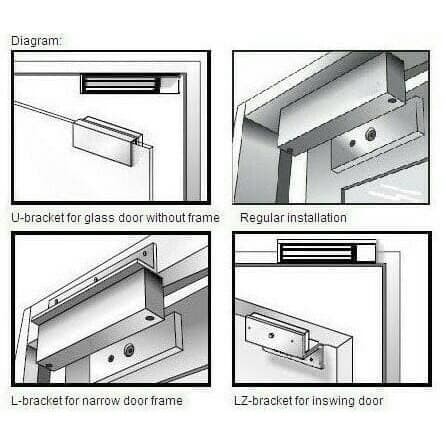 Diagram:
U-bracket for glass door without frame
Regular installation
L-bracket for narrow door frame
LZ-bracket for inswing door